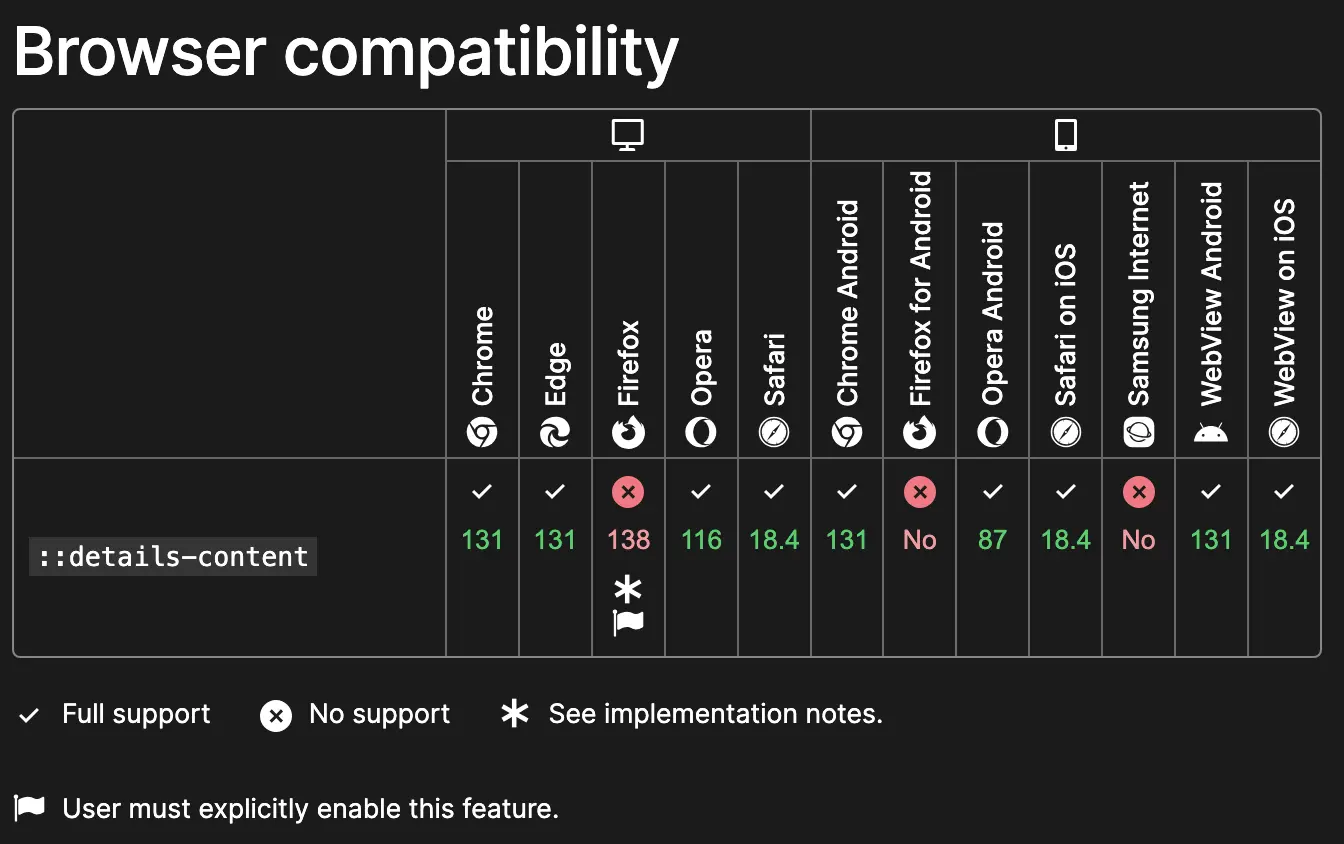 Browser compatibility
Chrome
Edge
Firefox
Opera
Safari
Chrome Android
Firefox for Android
Opera Android
Safari on iOS
Samsung Internet
WebView Android
WebView on iOS
::details-content
131
131
138
116
18.4
131
No
87
18.4
No
131
18.4
Full support
No support
See implementation notes.
User must explicitly enable this feature.